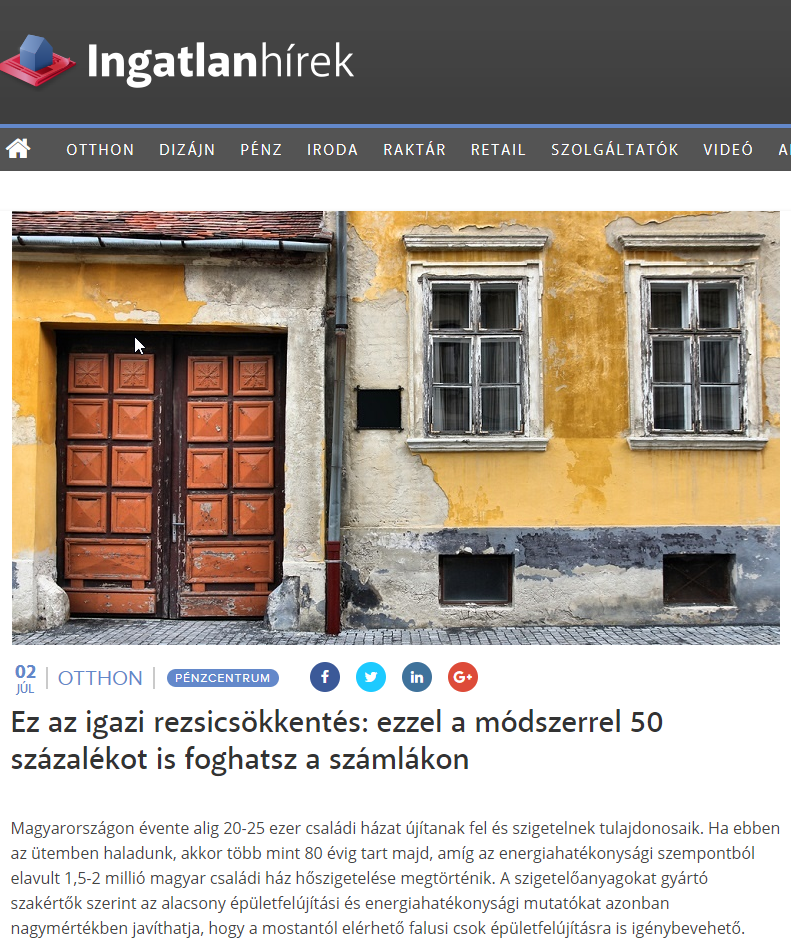 Ingatlanhírek
OTTHON DIZÁJN PÉNZ IRODA RAKTÁR RETAIL SZOLGÁLTATÓK VIDEÓ
02
JÚL
OTTHON
PÉNZCENTRUM
f
in
G+
Ez az igazi rezsicsökkentés: ezzel a módszerrel 50
százalékot is foghatsz a számlákon
Magyarországon évente alig 20-25 ezer családi házat újítanak fel és szigetelnek tulajdonosaik. Ha ebben
az ütemben haladunk, akkor több mint 80 évig tart majd, amíg az energiahatékonysági szempontból
elavult 1,5-2 millió magyar családi ház hőszigetelése megtörténik. A szigetelőanyagokat gyártó
szakértők szerint az alacsony épületfelújítási és energiahatékonysági mutatókat azonban
nagymértékben javíthatja, hogy a mostantól elérhető falusi csok épületfelújításra is igénybevehető.